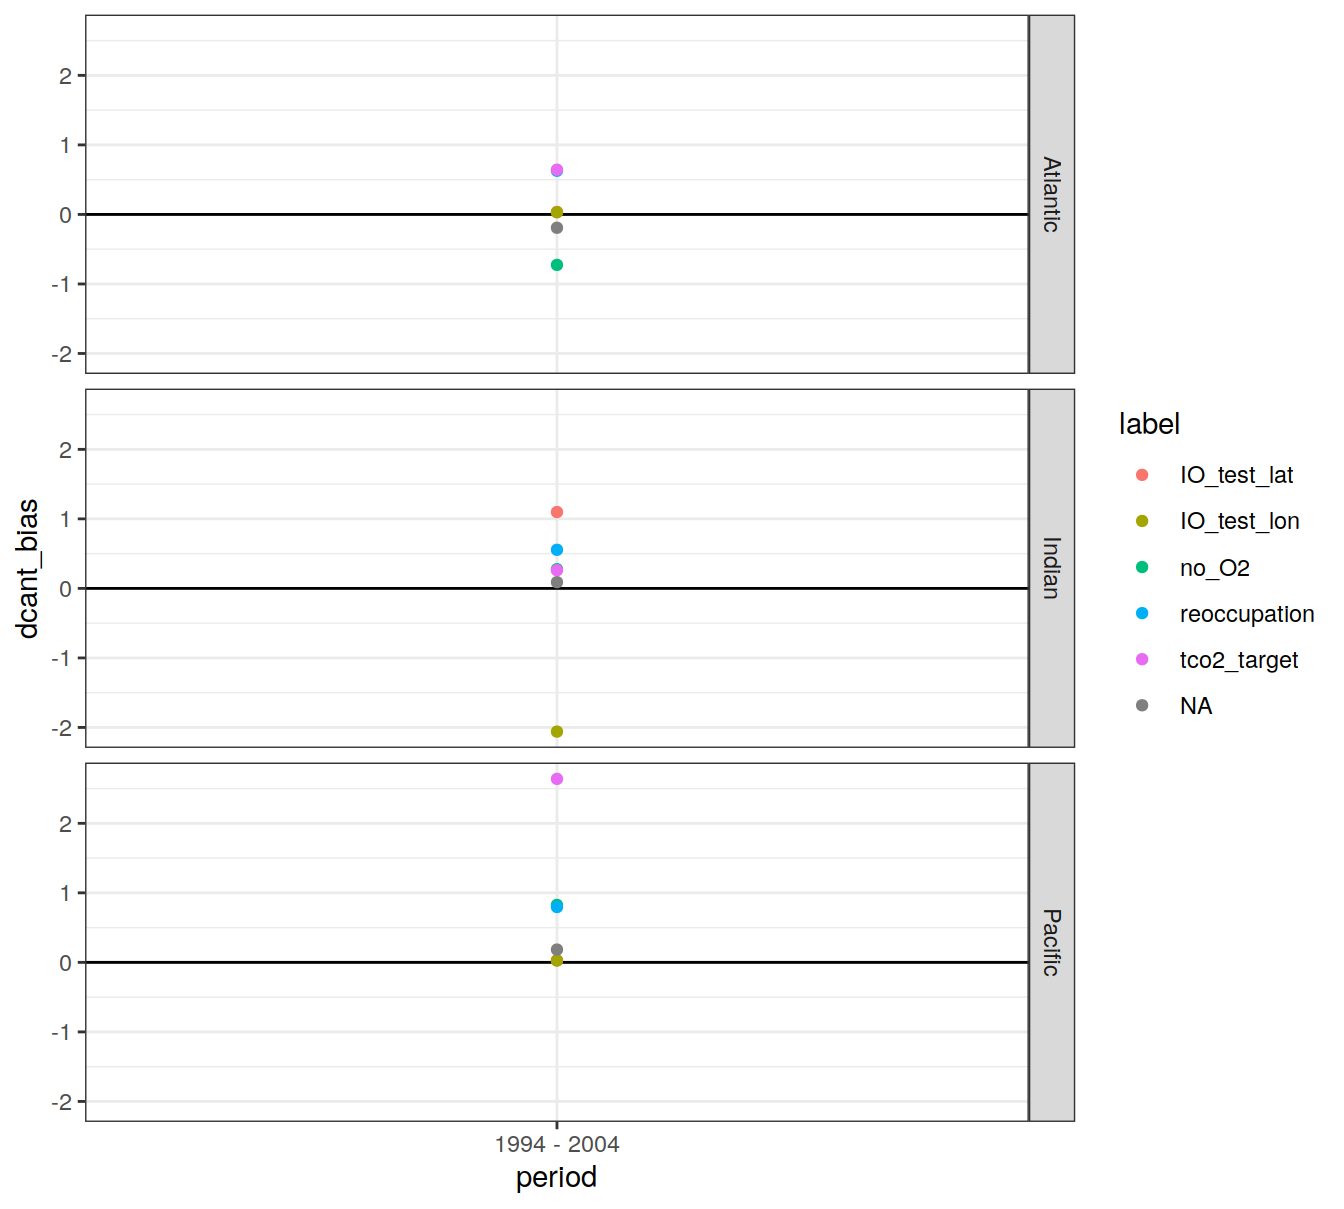 2
1
0
-1
-2
Atlantic
2
1
0
-1
-2
Indian
2
1
0
-1
-2
Pacific
dcant_bias
1994 - 2004
period
label
IO_test_lat
IO_test_lon
no_O2
reoccupation
tco2_target
NA